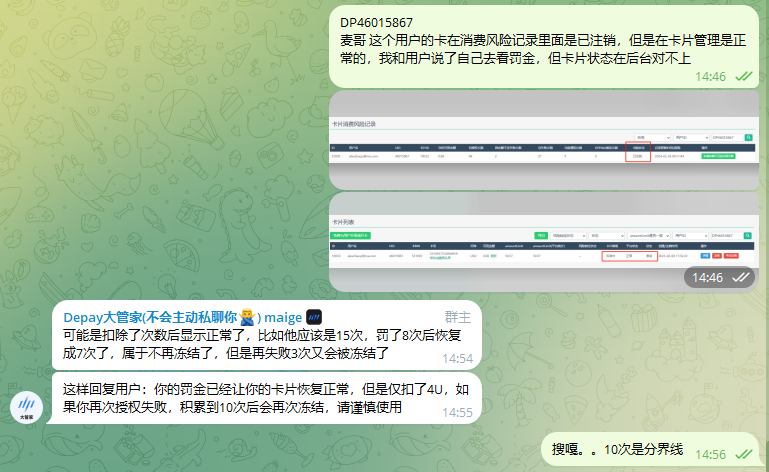 DP46015867
麦哥 这个用户的卡在消费风险记录里面是已注销，但是在卡片管理是正
常的，我和用户说了自己去看罚金，但卡片状态在后台对不上
14:46
卡片消费风险记录
DP46015867
卡片列表
DP46015867
14:46
Depay大管家(不会主动私聊你🙅) maige
群主
可能是扣除了次数后显示正常了，比如他应该是15次，罚了8次后恢复
成7次了，属于不再冻结了，但是再失败3次又会被冻结了
14:54
这样回复用户：你的罚金已经让你的卡片恢复正常，但是仅扣了4U，如
果你再次授权失败，积累到10次后会再次冻结，请谨慎使用
14:55
大管家
搜嘎。。10次是分界线
14:56